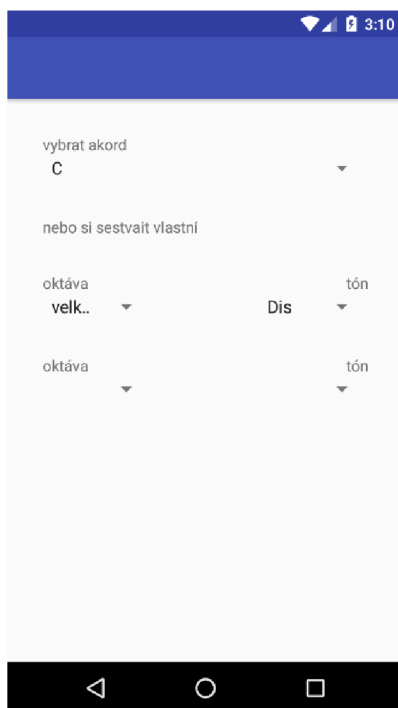 3:10
vybrat akord
C
nebo si sestvait vlastní
oktáva tón
velk.. Dis
oktáva tón